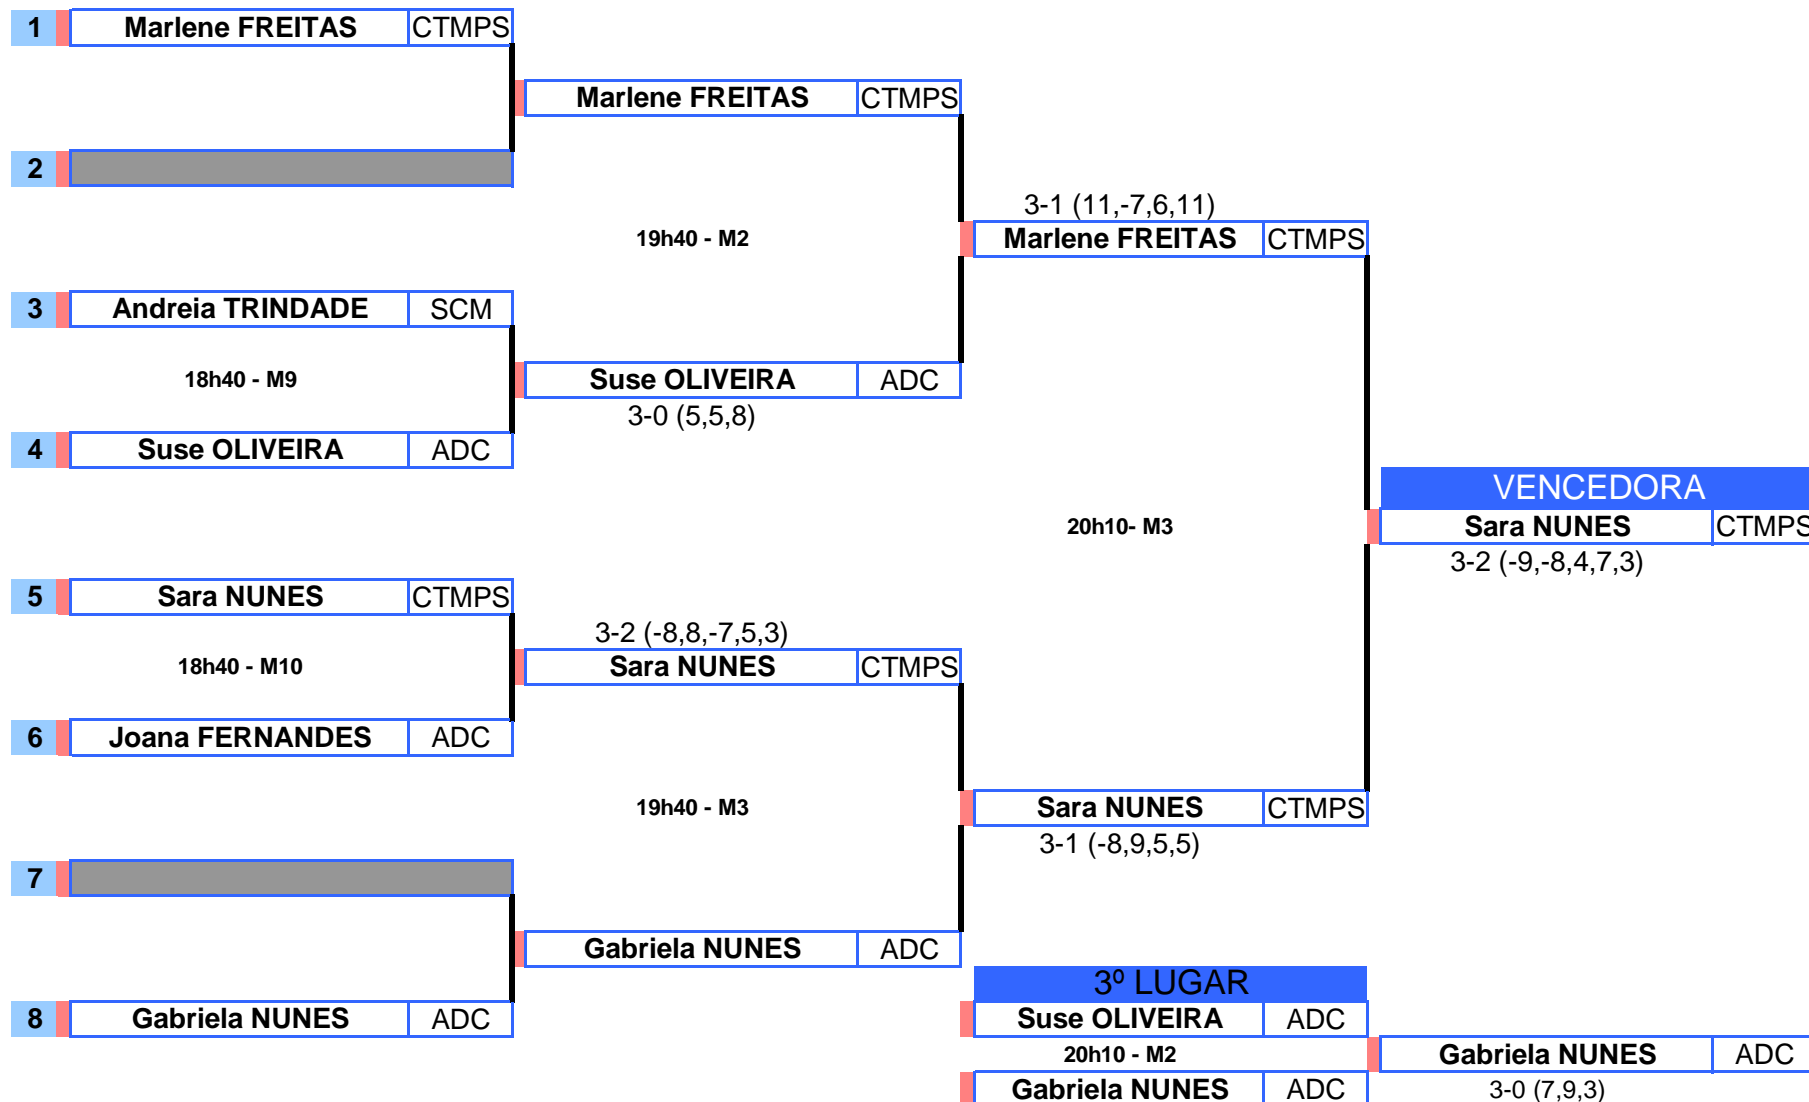 1 Marlene FREITAS CTMPS
Marlene FREITAS CTMPS
2
3-1 (11,-7,6,11)
19h40 - M2
Marlene FREITAS CTMPS
3 Andreia TRINDADE SCM
18h40 - M9
Suse OLIVEIRA ADC
3-0 (5,5,8)
4 Suse OLIVEIRA ADC
VENCEDORA
20h10- M3
Sara NUNES CTMPS
3-2 (-9,-8,4,7,3)
5 Sara NUNES CTMPS
3-2 (-8,8,-7,5,3)
18h40 - M10
Sara NUNES CTMPS
6 Joana FERNANDES ADC
19h40 - M3
Sara NUNES CTMPS
3-1 (-8,9,5,5)
7
Gabriela NUNES ADC
3º LUGAR
8 Gabriela NUNES ADC
Suse OLIVEIRA ADC
20h10 - M2
Gabriela NUNES ADC
Gabriela NUNES ADC
3-0 (7,9,3)